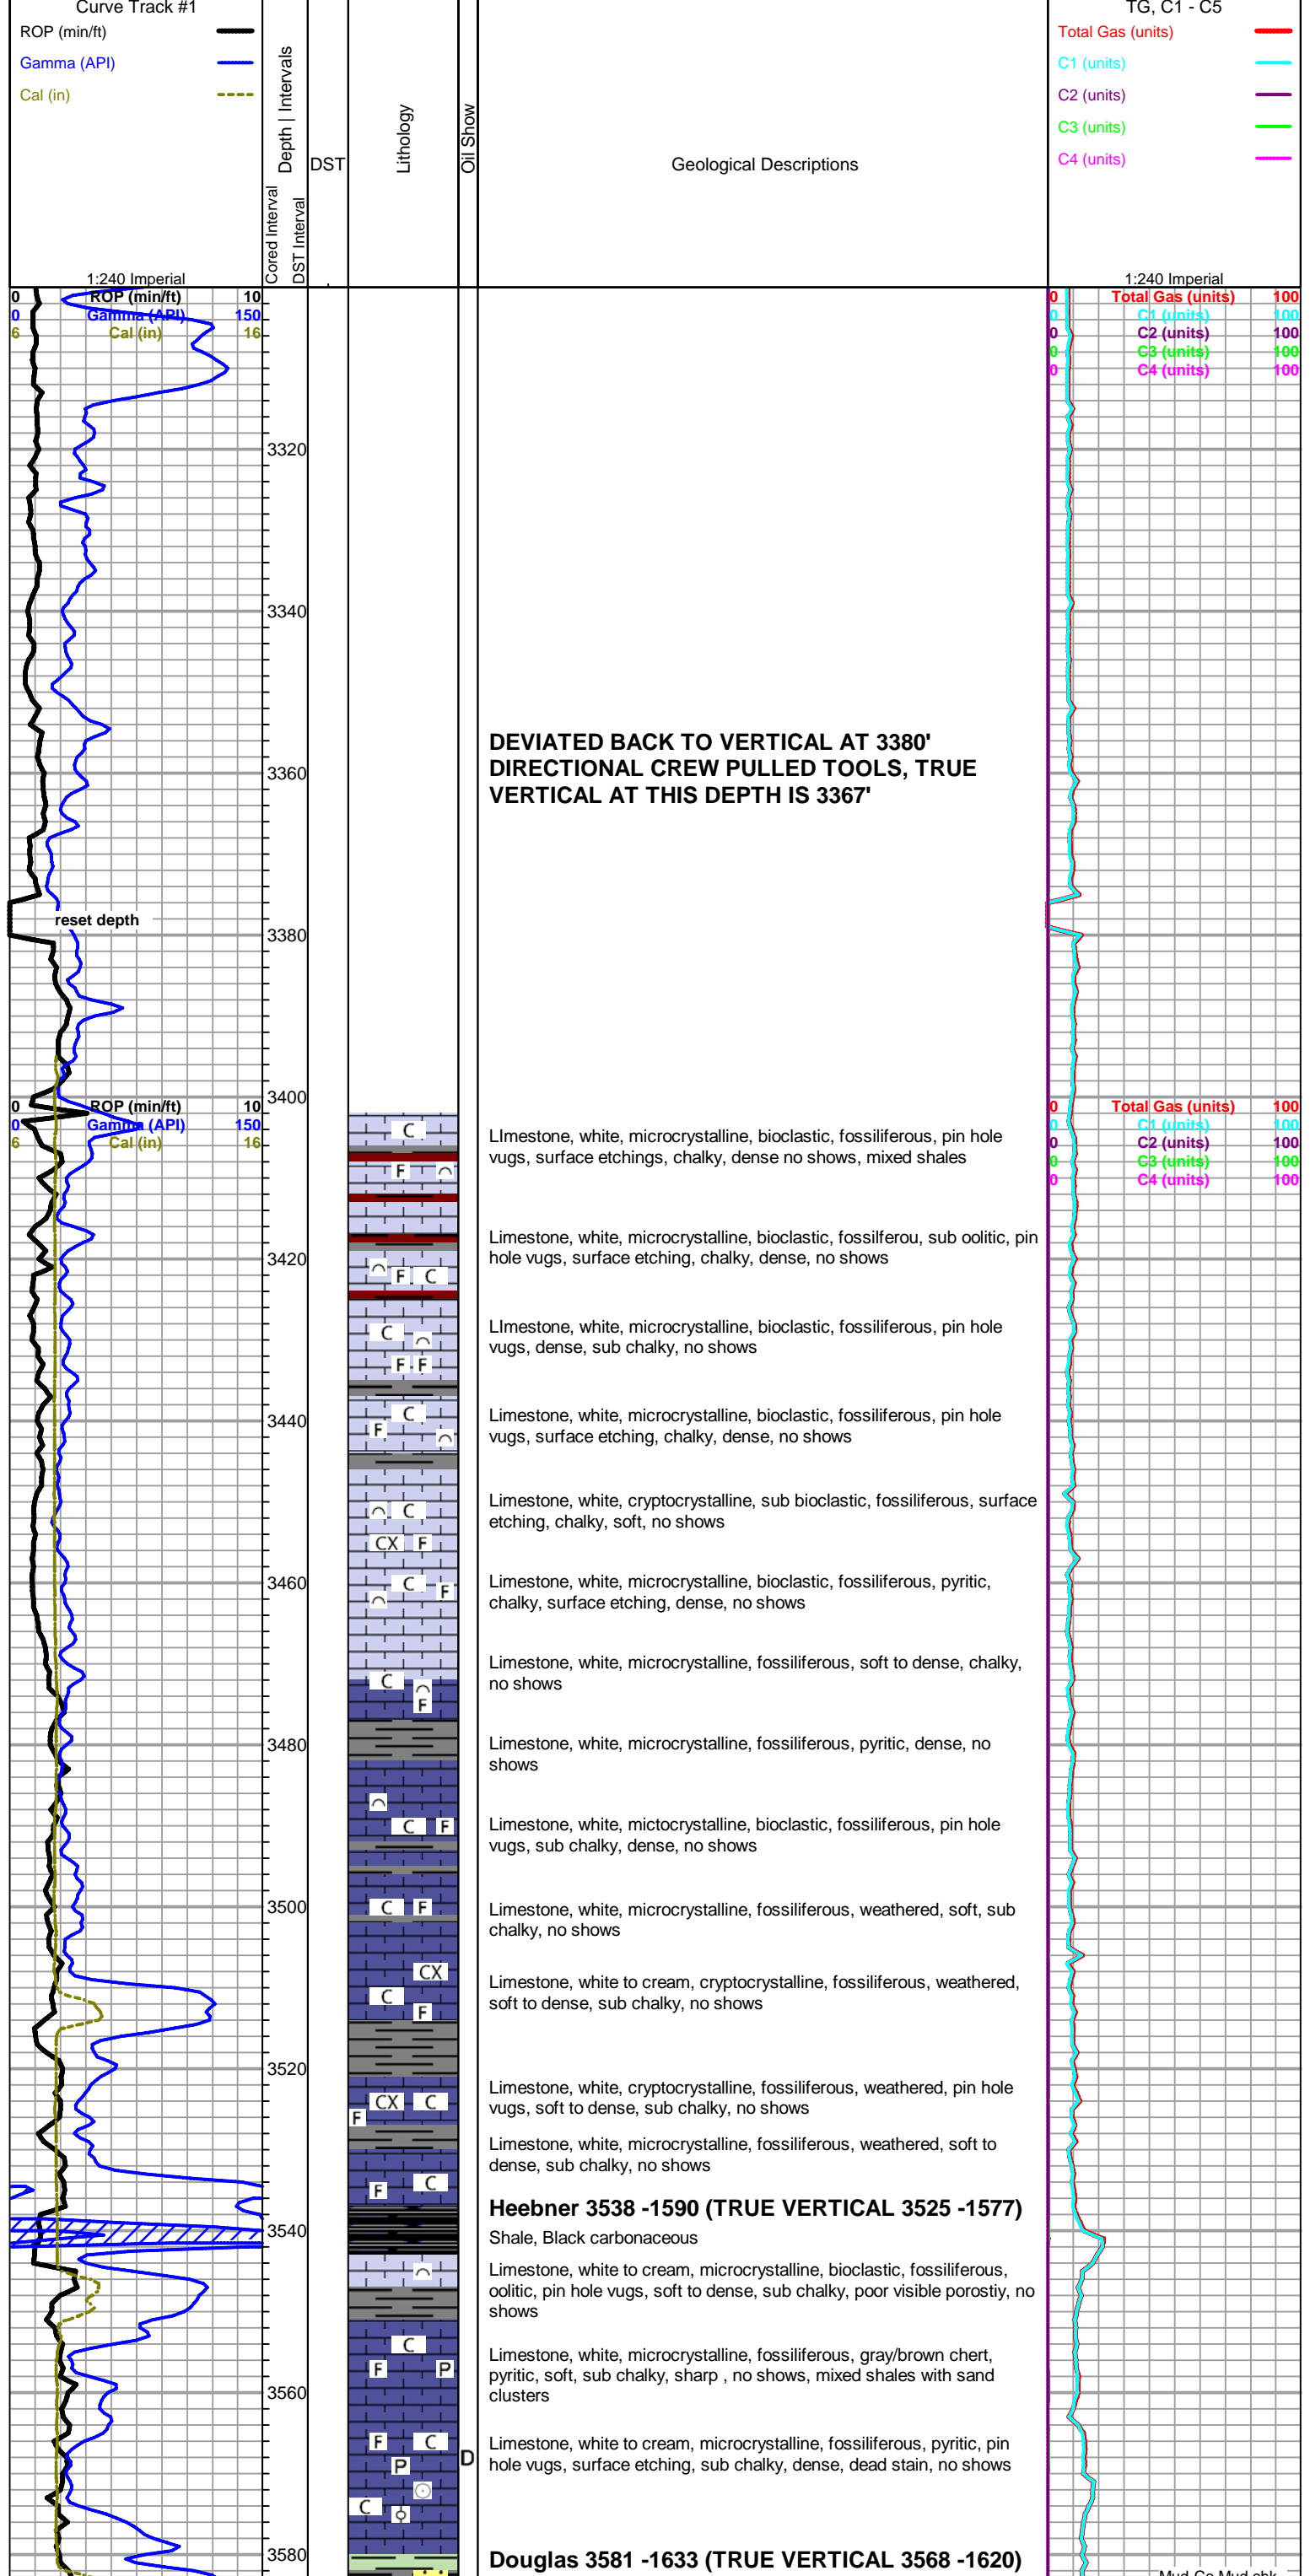 Curve Track #1
ROP (min/ft)
Gamma (API)
Cal (in)
1:240 Imperial
Depth | Intervals
Cored Interval
DST Interval
DST
Lithology
Oil Show
Geological Descriptions
TG, C1 - C5
Total Gas (units)
C1 (units)
C2 (units)
C3 (units)
C4 (units)
1:240 Imperial
0 ROP (min/ft) 10
0 Gamma (API) 150
6 Cal (in) 16
0 Total Gas (units) 100
0 C1 (units) 100
0 C2 (units) 100
0 C3 (units) 100
0 C4 (units) 100
3320
3340
DEVIATED BACK TO VERTICAL AT 3380'
DIRECTIONAL CREW PULLED TOOLS, TRUE
VERTICAL AT THIS DEPTH IS 3367'
3360
reset depth
3380
3400
0 ROP (min/ft) 10
0 Gamma (API) 150
6 Cal (in) 16
0 Total Gas (units) 100
0 C1 (units) 100
0 C2 (units) 100
0 C3 (units) 100
0 C4 (units) 100
C
LImestone, white, microcrystalline, bioclastic, fossiliferous, pin hole
vugs, surface etchings, chalky, dense no shows, mixed shales
F
Limestone, white, microcrystalline, bioclastic, fossilferou, sub oolitic, pin
hole vugs, surface etching, chalky, dense, no shows
3420
F C
LImestone, white, microcrystalline, bioclastic, fossiliferous, pin hole
vugs, dense, sub chalky, no shows
C
F F
Limestone, white, microcrystalline, bioclastic, fossiliferous, pin hole
vugs, surface etching, chalky, dense, no shows
C
3440
F
Limestone, white, cryptocrystalline, sub bioclastic, fossiliferous, surface
etching, chalky, soft, no shows
C
CX F
Limestone, white, microcrystalline, bioclastic, fossiliferous, pyritic,
chalky, surface etching, dense, no shows
3460
C
F
Limestone, white, microcrystalline, fossiliferous, soft to dense, chalky,
no shows
C
F
3480
Limestone, white, microcrystalline, fossiliferous, pyritic, dense, no
shows
Limestone, white, mictocrystalline, bioclastic, fossiliferous, pin hole
vugs, sub chalky, dense, no shows
C F
3500
C F
Limestone, white, microcrystalline, fossiliferous, weathered, soft, sub
chalky, no shows
CX
Limestone, white to cream, cryptocrystalline, fossiliferous, weathered,
soft to dense, sub chalky, no shows
C
F
3520
Limestone, white, cryptocrystalline, fossiliferous, weathered, pin hole
vugs, soft to dense, sub chalky, no shows
CX C
F
Limestone, white, microcrystalline, fossiliferous, weathered, soft to
dense, sub chalky, no shows
C
F
Heebner 3538 -1590 (TRUE VERTICAL 3525 -1577)
3540
Shale, Black carbonaceous
Limestone, white to cream, microcrystalline, bioclastic, fossiliferous,
oolitic, pin hole vugs, soft to dense, sub chalky, poor visible porostiy, no
shows
C
Limestone, white, microcrystalline, fossiliferous, gray/brown chert,
pyritic, soft, sub chalky, sharp , no shows, mixed shales with sand
clusters
F P
3560
F C
D
Limestone, white to cream, microcrystalline, fossiliferous, pyritic, pin
hole vugs, surface etching, sub chalky, dense, dead stain, no shows
P
C
3580
Douglas 3581 -1633 (TRUE VERTICAL 3568 -1620)